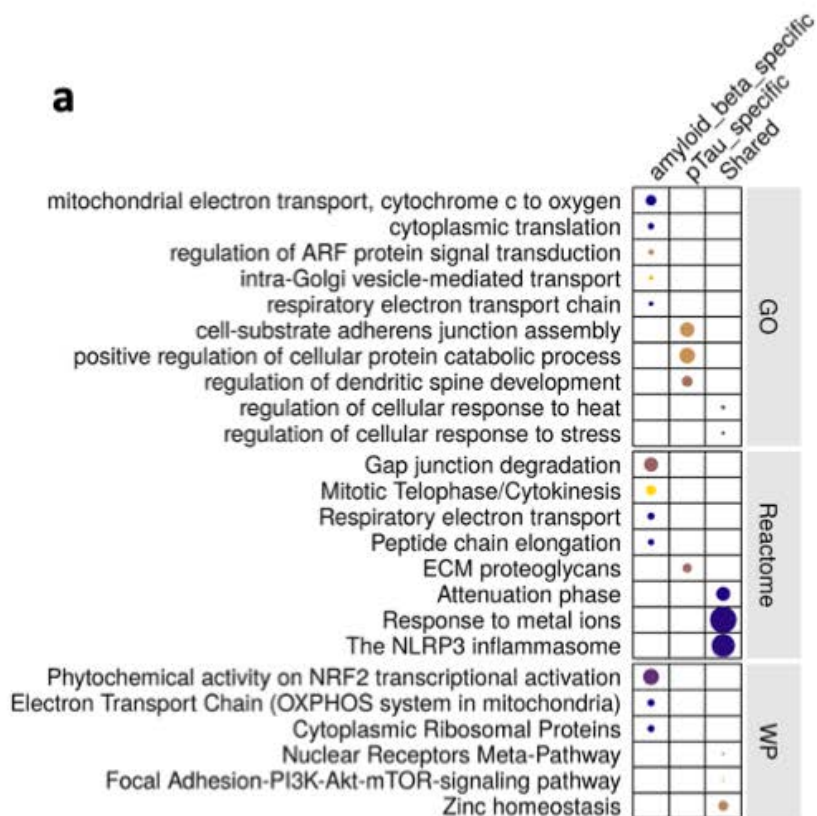 a
amyloid_beta_specific
pTau_specific
Shared
mitochondrial electron transport, cytochrome c to oxygen
cytoplasmic translation
regulation of ARF protein signal transduction
intra-Golgi vesicle-mediated transport
respiratory electron transport chain
cell-substrate adherens junction assembly
positive regulation of cellular protein catabolic process
regulation of dendritic spine development
regulation of cellular response to heat
regulation of cellular response to stress
GO
Gap junction degradation
Mitotic Telophase/Cytokinesis
Respiratory electron transport
Peptide chain elongation
ECM proteoglycans
Attenuation phase
Response to metal ions
The NLRP3 inflammasome
Reactome
Phytochemical activity on NRF2 transcriptional activation
Electron Transport Chain (OXPHOS system in mitochondria)
Cytoplasmic Ribosomal Proteins
Nuclear Receptors Meta-Pathway
Focal Adhesion-PI3K-Akt-mTOR-signaling pathway
Zinc homeostasis
WP